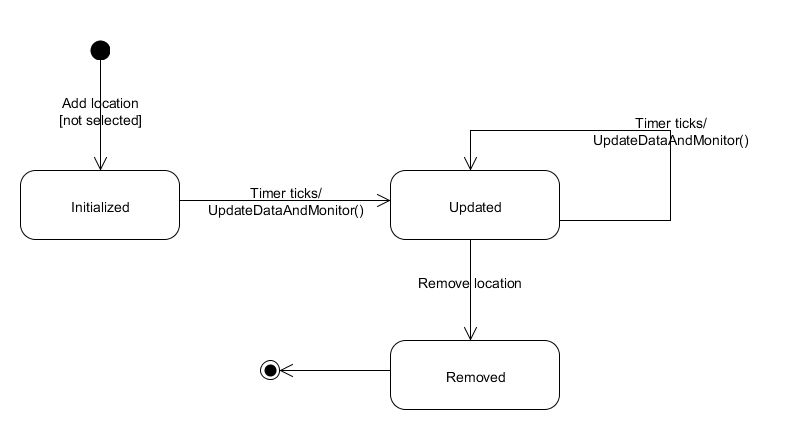 Add location
[not selected]
Timer ticks/
UpdateDataAndMonitor()
Initialized
Timer ticks/
UpdateDataAndMonitor()
Updated
Remove location
Removed